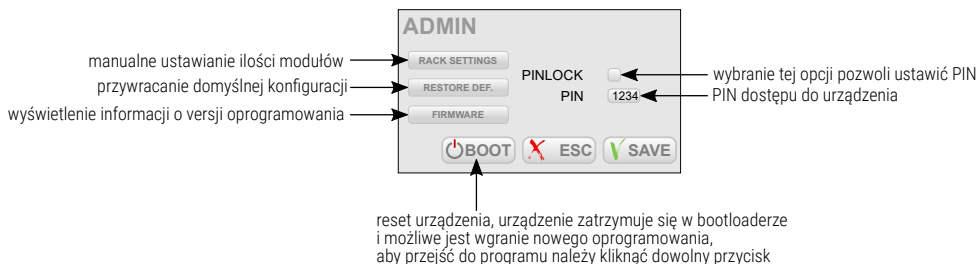 ADMIN
manualne ustawianie ilości modułów
RACK SETTINGS
PINLOCK
wybranie tej opcji pozwoli ustawić PIN
przywracanie domyślnej konfiguracji
RESTORE DEF.
PIN
1234
PIN dostępu do urządzenia
wyświetlenie informacji o versji oprogramowania
FIRMWARE
BOOT
ESC
SAVE
reset urządzenia, urządzenie zatrzymuje się w bootloaderze
i możliwe jest wgranie nowego oprogramowania,
aby przejść do programu należy kliknąć dowolny przycisk